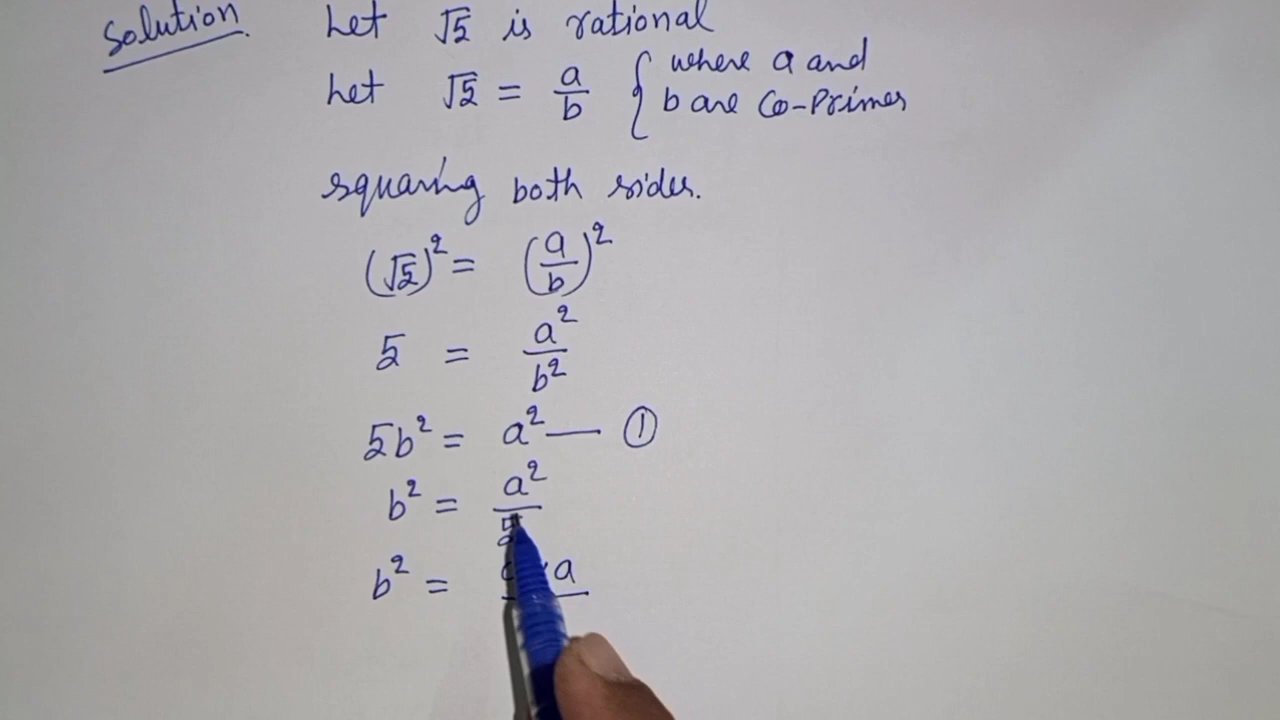 Solution. Let √5 is rational
Let √5 = a/b { where a and b are Co-Primes
squaring both sides.
(√5)² = (a/b)²
5 = a²/b²
5b² = a² — ①
b² = a²/5
b² = a